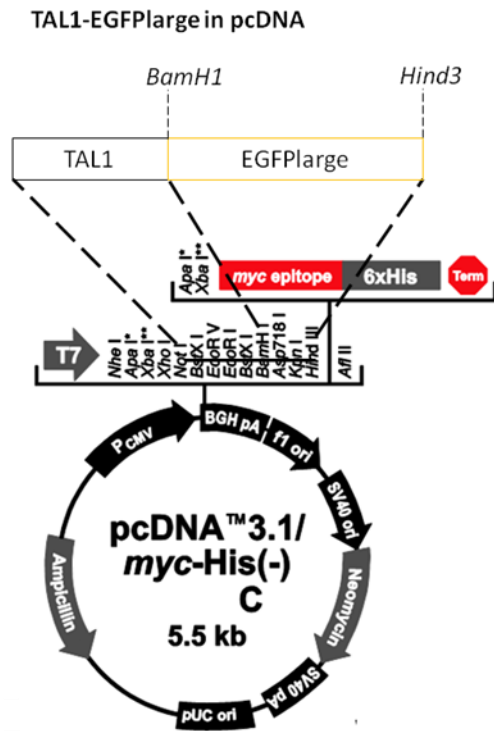 TAL1-EGFPlarge in pcDNA
BamH1
Hind3
TAL1
EGFPlarge
Apa I*
Xba I**
myc epitope
6xHis
Term
T7
Nhe I
Apa I*
Xba I**
Xho I
Not I
BstX I
EcoR V
EcoR I
BstX I
BamH I
Asp718 I
Kpn I
Hind III
Afl II
PCMV
BGH pA
f1 ori
SV40 ori
Neomycin
SV40 pA
pUC ori
Ampicillin
pcDNA™3.1/
myc-His(-)
C
5.5 kb